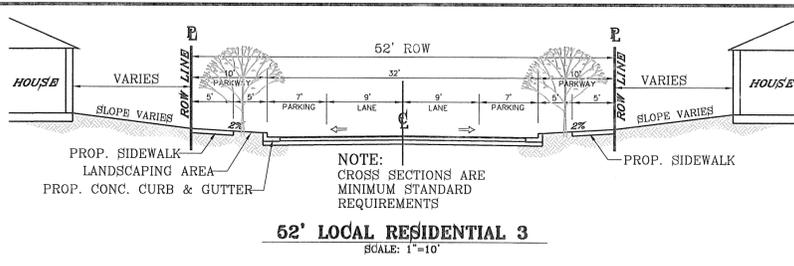 PL
PL
52' ROW
10'
PARKWAY
32'
10'
PARKWAY
HOUSE
VARIES
ROW LINE
5'
5'
7'
PARKING
9'
LANE
9'
LANE
7'
PARKING
5'
5'
ROW LINE
VARIES
HOUSE
SLOPE VARIES
2%
CL
2%
SLOPE VARIES
PROP. SIDEWALK
LANDSCAPING AREA
PROP. CONC. CURB & GUTTER
NOTE:
CROSS SECTIONS ARE
MINIMUM STANDARD
REQUIREMENTS
PROP. SIDEWALK
52' LOCAL RESIDENTIAL 3
SCALE: 1"=10'